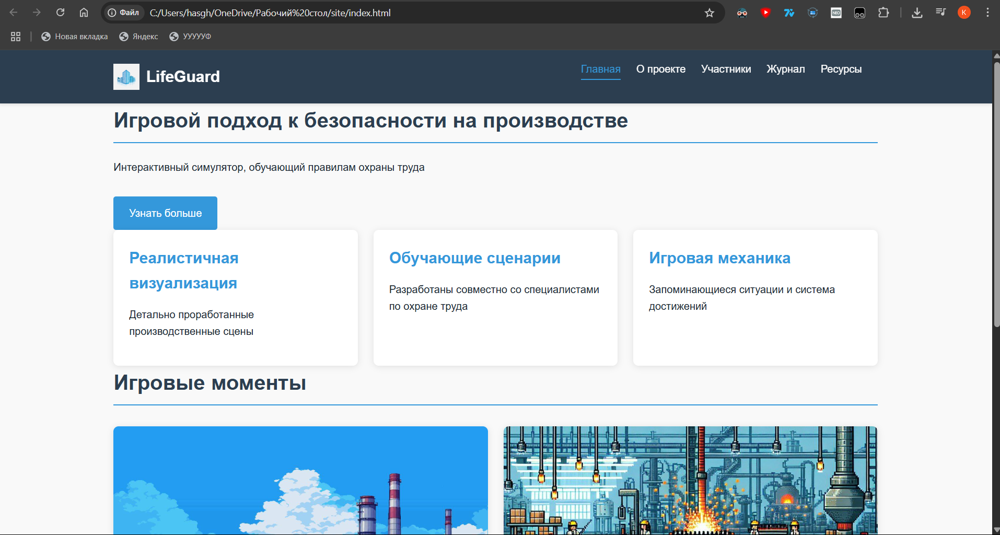 Файл
C:/Users/hasgh/OneDrive/Рабочий%20стол/site/index.html
NEO
K
Новая вкладка
Яндекс
УУУУУФ
LifeGuard
Главная
О проекте
Участники
Журнал
Ресурсы
Игровой подход к безопасности на производстве
Интерактивный симулятор, обучающий правилам охраны труда
Узнать больше
Реалистичная
визуализация
Детально проработанные
производственные сцены
Обучающие сценарии
Разработаны совместно со специалистами
по охране труда
Игровая механика
Запоминающиеся ситуации и система
достижений
Игровые моменты